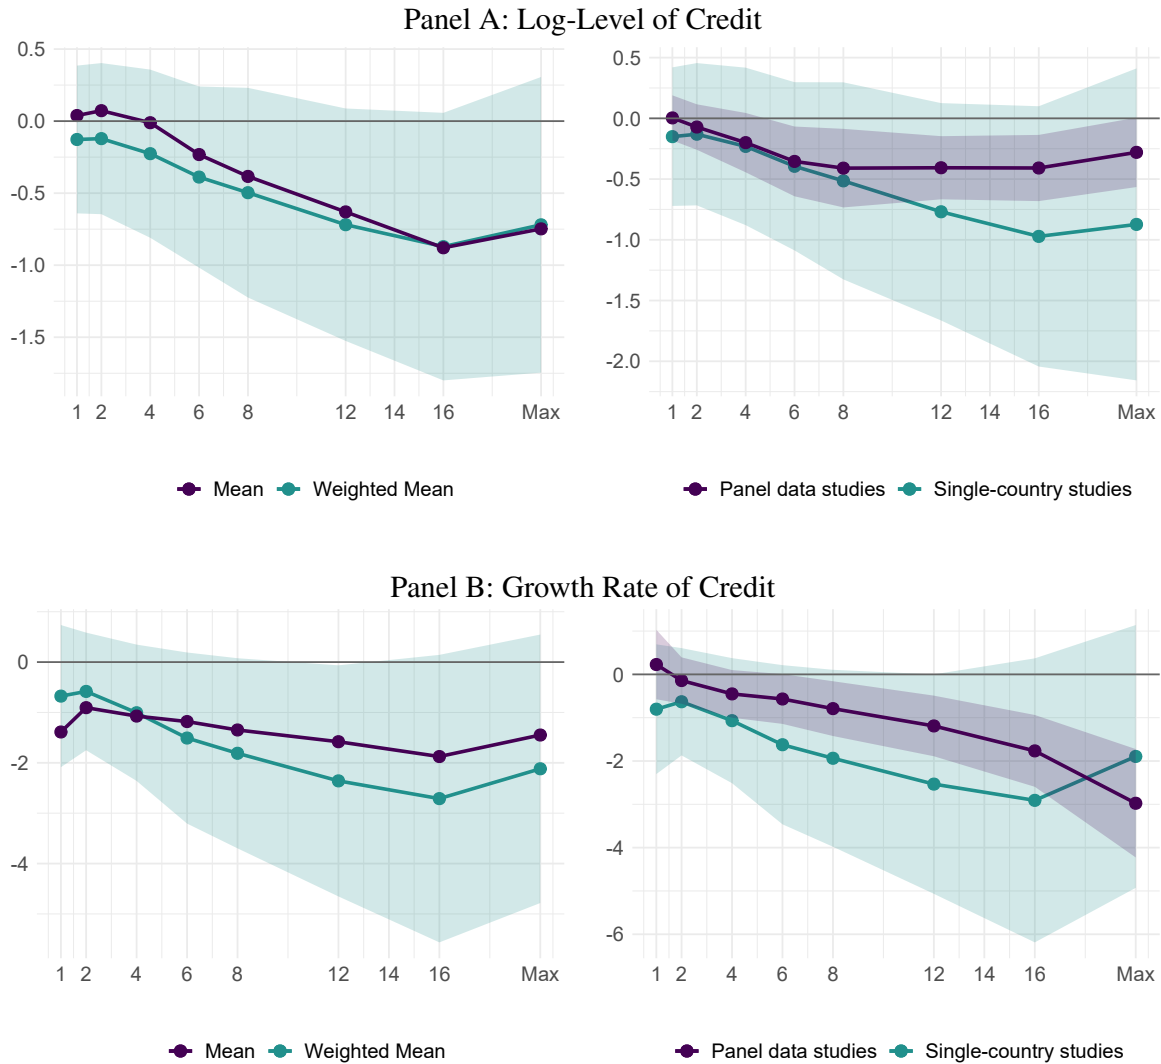 Panel A: Log-Level of Credit
0.5
0.0
-0.5
-1.0
-1.5
1 2 4 6 8 12 14 16 Max
Mean Weighted Mean
0.5
0.0
-0.5
-1.0
-1.5
-2.0
1 2 4 6 8 12 14 16 Max
Panel data studies Single-country studies
Panel B: Growth Rate of Credit
0
-2
-4
1 2 4 6 8 12 16 Max
Mean Weighted Mean
0
-2
-4
-6
1 2 4 6 8 12 14 16 Max
Panel data studies Single-country studies